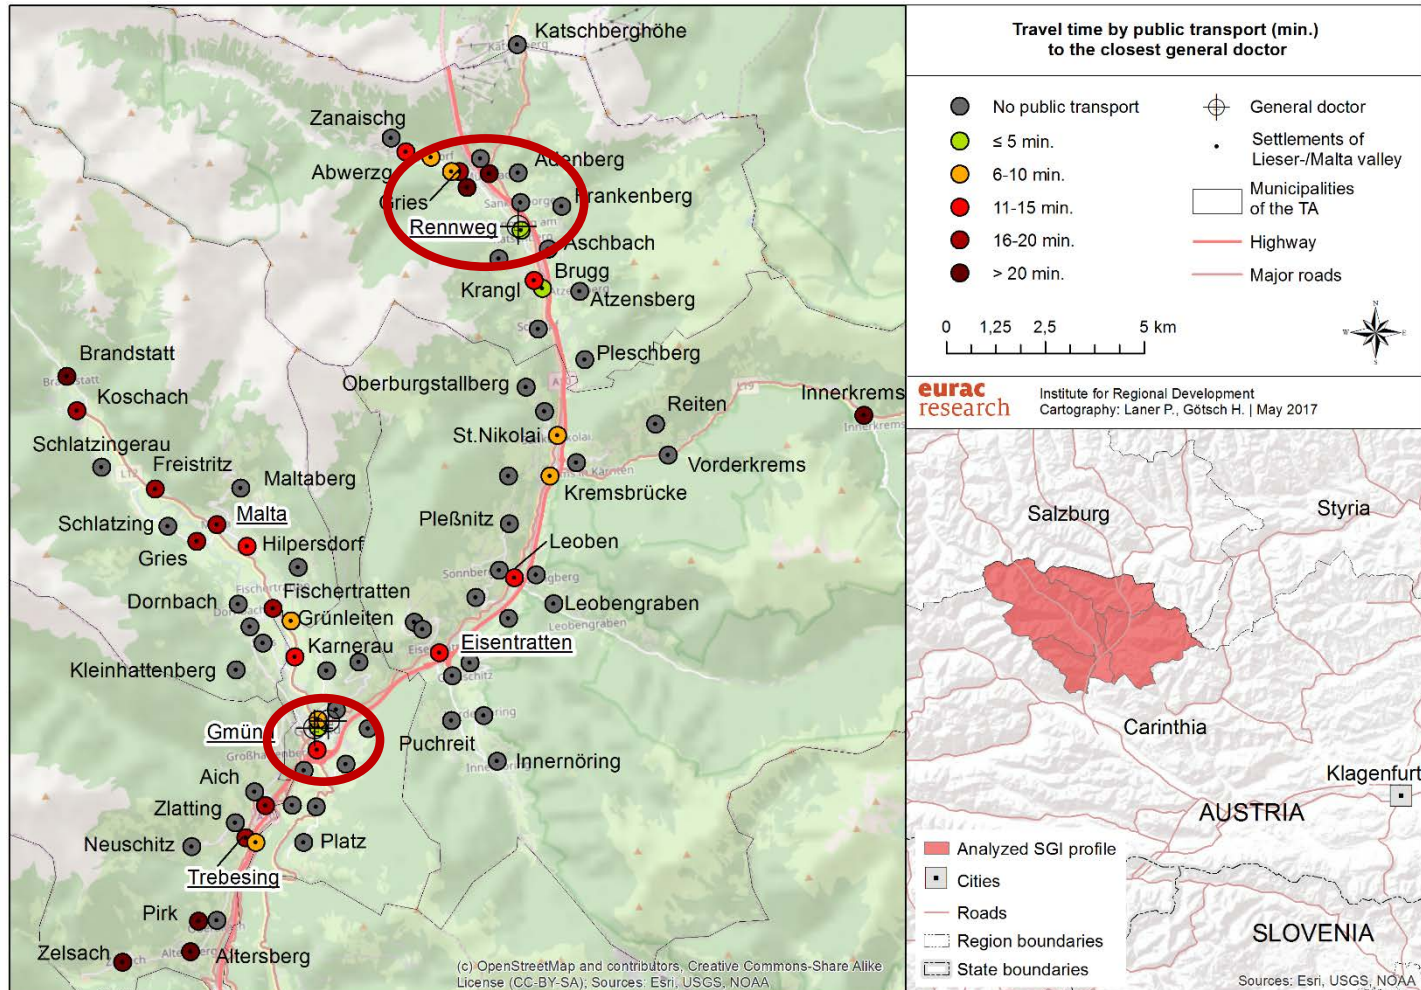 Katschberghöhe
Zanaischg
Abwerzg
Adenberg
Gries
Frankenberg
Rennweg
Aschbach
Brugg
Krangl
Atzensberg
Pleschberg
Brandstatt
Oberburgstallberg
Innerkrems
Koschach
Reiten
Schlatzingerau
St.Nikolai
Freistritz
Vorderkrems
Maltaberg
Kremsbrücke
Malta
Schlatzing
Pleßnitz
Gries
Hilpersdorf
Leoben
Fischertratten
Dornbach
Leobengraben
Leobengraben
Grünleiten
Karnerau
Eisentratten
Kleinhattenberg
Gmünd
Puchreit
Innernöring
Aich
Zlatting
Neuschitz
Platz
Trebesing
Pirk
Zelsach
Altersberg
(c) OpenStreetMap and contributors, Creative Commons-Share Alike
License (CC-BY-SA); Sources: Esri, USGS, NOAA
Travel time by public transport (min.)
to the closest general doctor
No public transport
≤ 5 min.
6-10 min.
11-15 min.
16-20 min.
> 20 min.
General doctor
Settlements of
Lieser-/Malta valley
Municipalities
of the TA
Highway
Major roads
0 1,25 2,5 5 km
N
W E
S
eurac
research
Institute for Regional Development
Cartography: Laner P., Götsch H. | May 2017
Salzburg
Styria
Carinthia
Klagenfurt
AUSTRIA
SLOVENIA
Analyzed SGI profile
Cities
Roads
Region boundaries
State boundaries
Sources: Esri, USGS, NOAA